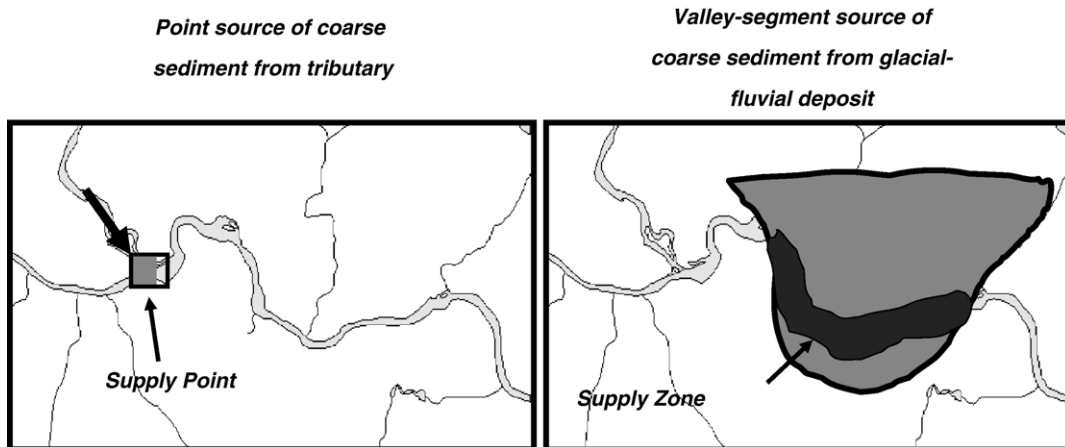 Point source of coarse
sediment from tributary
Valley-segment source of
coarse sediment from glacial-
fluvial deposit
Supply Point
Supply Zone